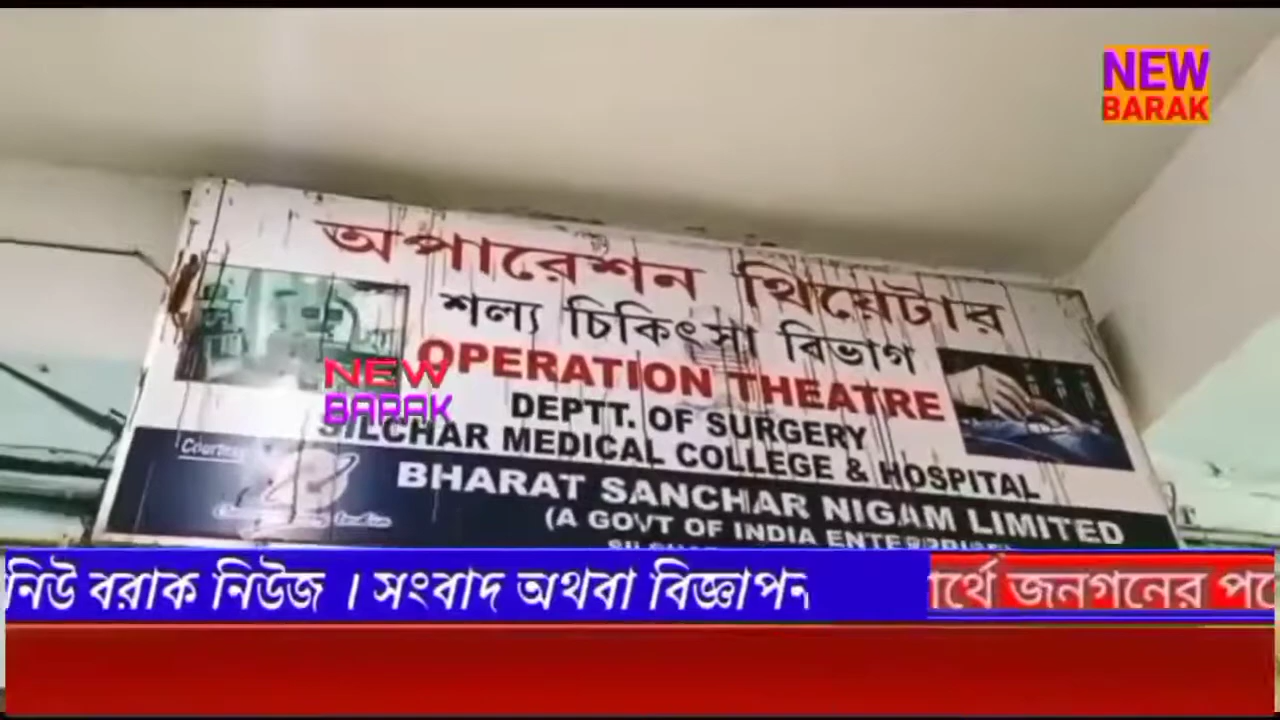 NEW
BARAK
অপারেশন থিয়েটার
শল্য চিকিৎসা বিভাগ
OPERATION THEATRE
DEPTT. OF SURGERY
SILCHAR MEDICAL COLLEGE & HOSPITAL
NEW
BARAK
BHARAT SANCHAR NIGAM LIMITED
(A GOVT OF INDIA ENTERPRISE)
নিউ বরাক নিউজ । সংবাদ অথবা বিজ্ঞাপন
র্থে জনগনের পক্